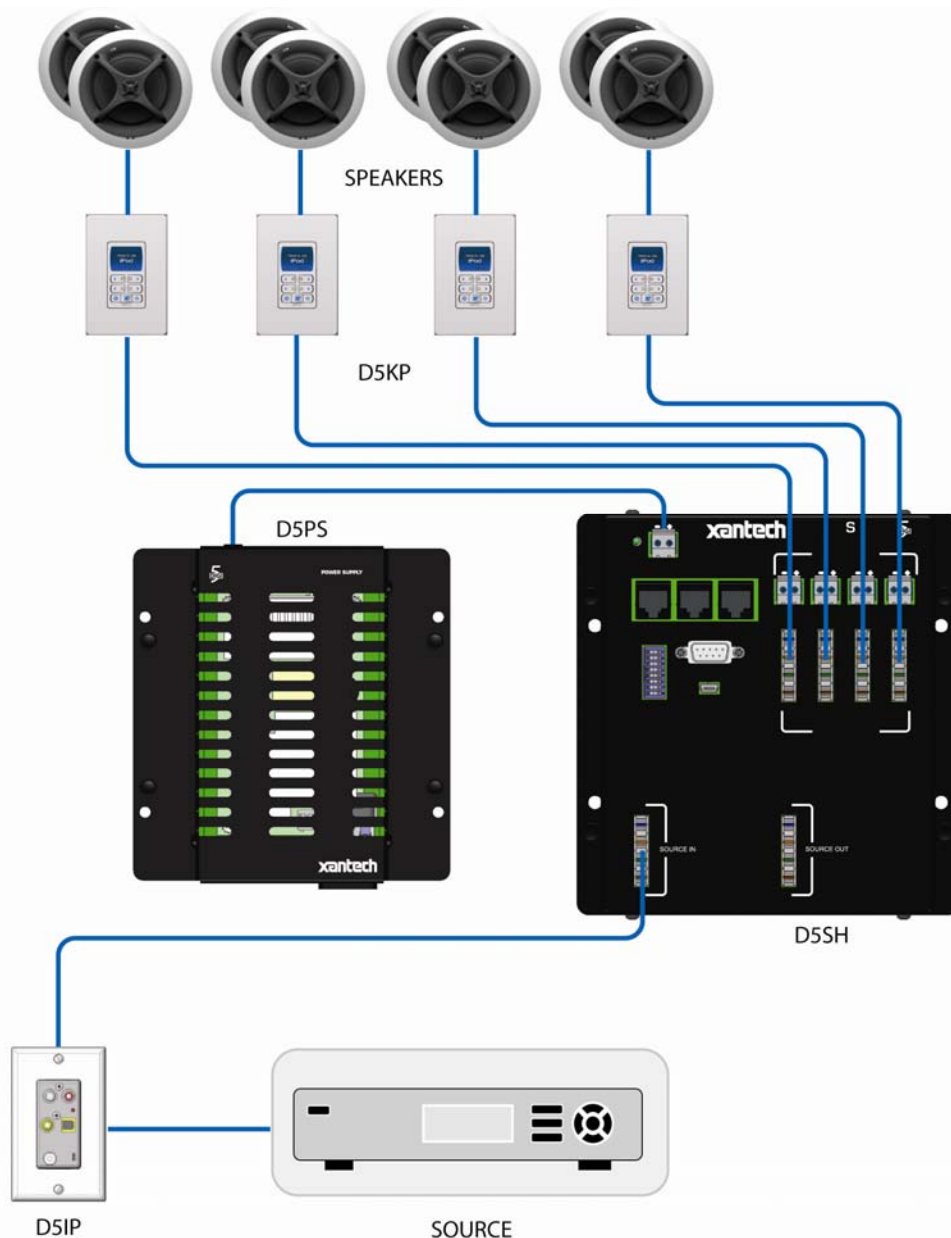 SPEAKERS
D5KP
D5PS
POWER SUPPLY
xantech
xantech
S
SOURCE IN
SOURCE OUT
D5SH
D5IP
SOURCE